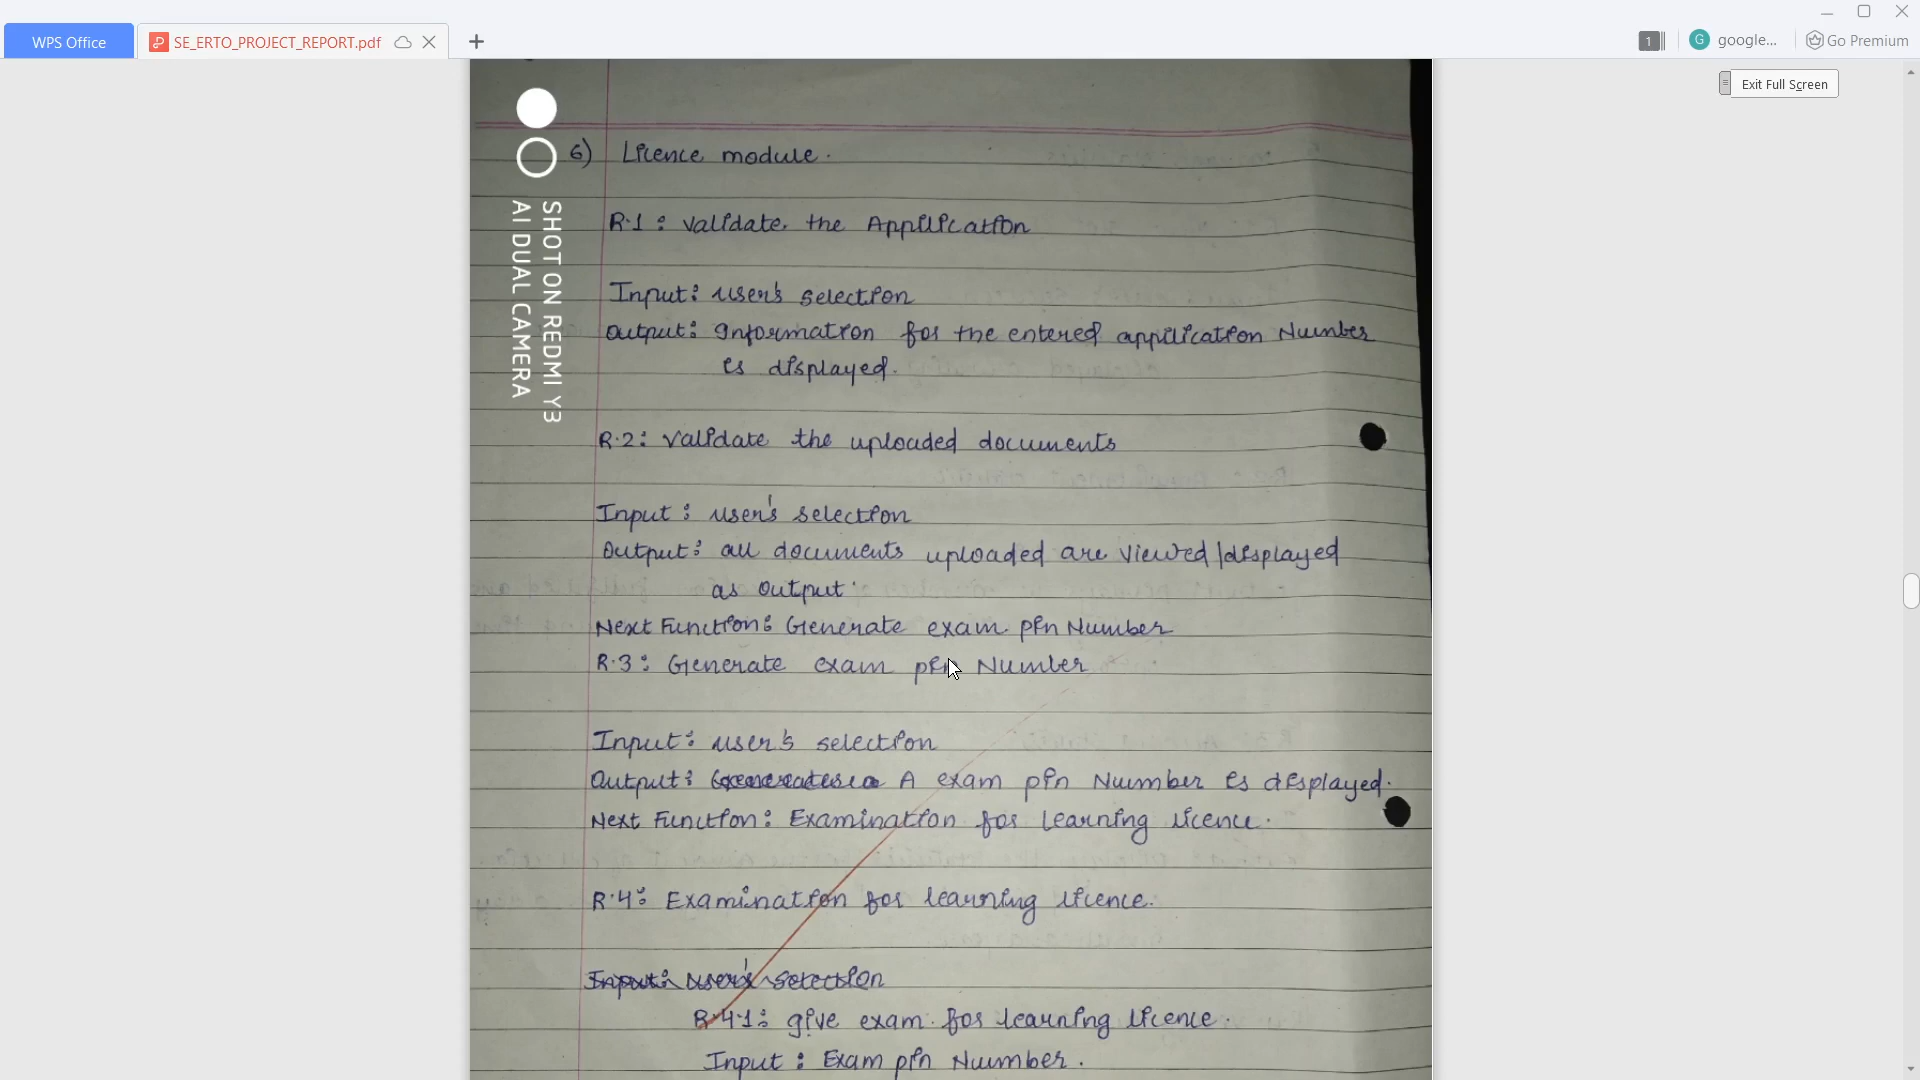 WPS Office
SE_ERTO_PROJECT_REPORT.pdf
1
G google...
Go Premium
Exit Full Screen
SHOT ON REDMI Y3
AI DUAL CAMERA
6) Licence module.
R.1: Validate the Appilication
Input: user's selection
Output: Information for the entered appilication Number
is displayed.
R.2: Validate the uploaded documents
Input: user's selection
Output: all documents uploaded are viewed/displayed
as output.
Next Function: Generate exam pin Number
R.3: Generate exam pin Number
Input: user's selection
Output: A exam pin Number is displayed.
Next Function: Examination for learning licence.
R.4: Examination for learning licence.
Input: user's selection
R.4.1: give exam for learning licence.
Input: Exam pin Number.